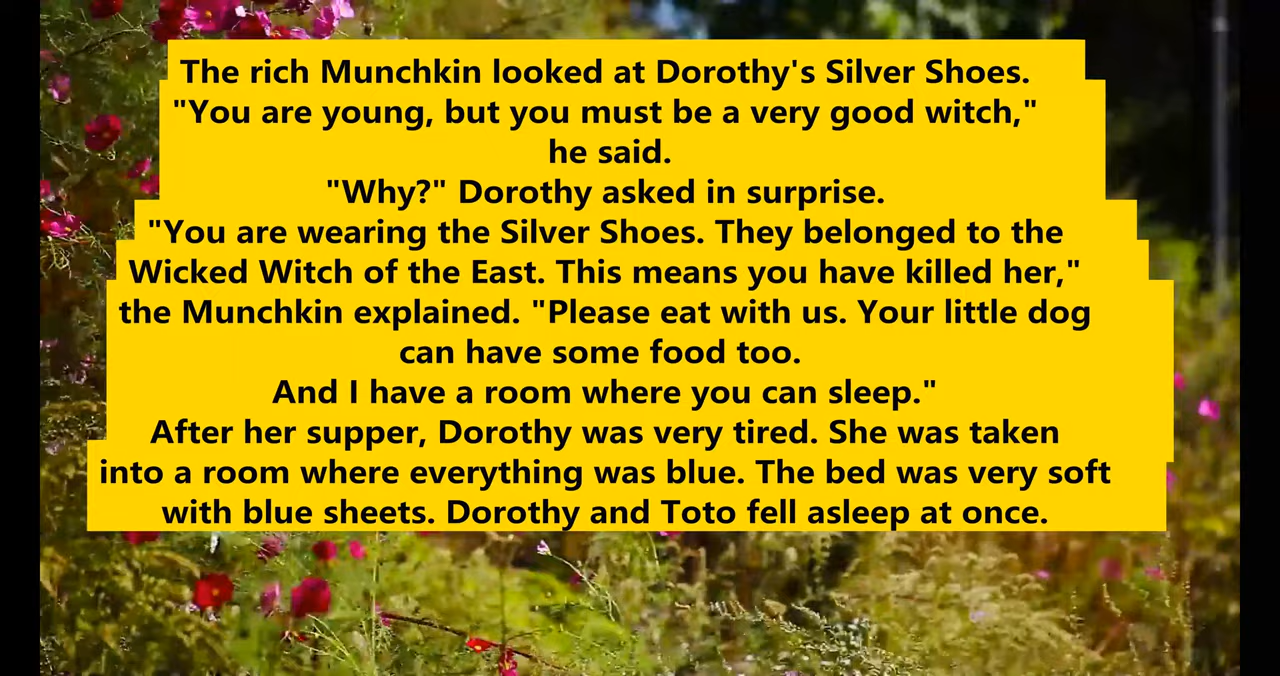 The rich Munchkin looked at Dorothy's Silver Shoes.
"You are young, but you must be a very good witch,"
he said.
"Why?" Dorothy asked in surprise.
"You are wearing the Silver Shoes. They belonged to the
Wicked Witch of the East. This means you have killed her,"
the Munchkin explained. "Please eat with us. Your little dog
can have some food too.
And I have a room where you can sleep."
After her supper, Dorothy was very tired. She was taken
into a room where everything was blue. The bed was very soft
with blue sheets. Dorothy and Toto fell asleep at once.